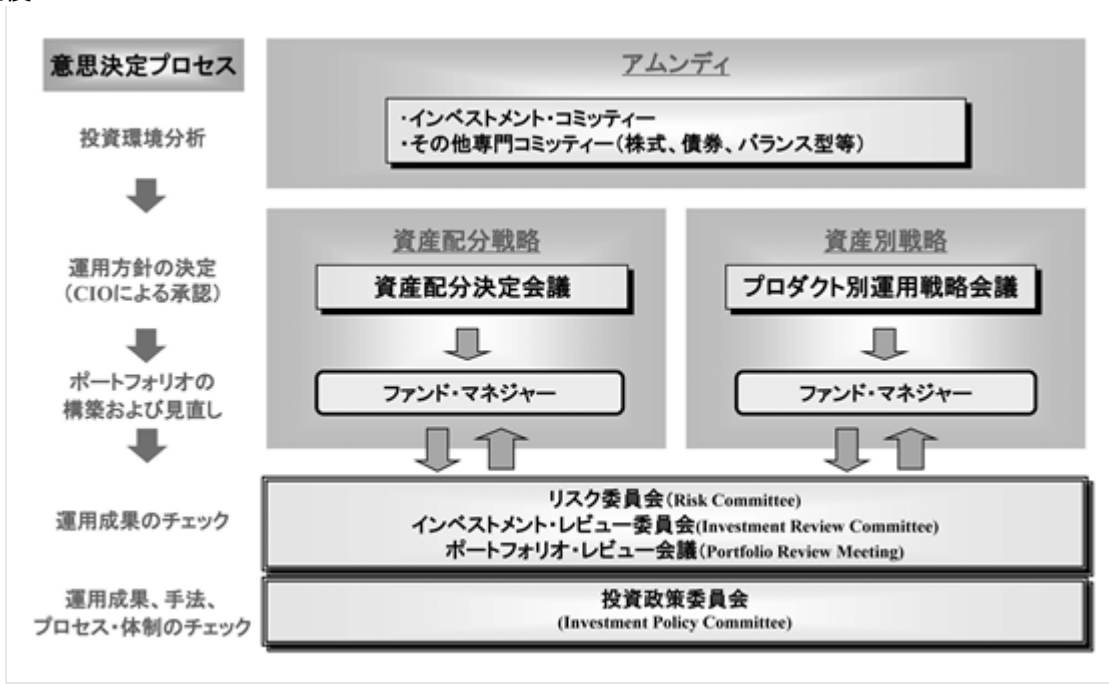 意思決定プロセス
アムンディ
投資環境分析
・インベストメント・コミッティー
・その他専門コミッティー(株式、債券、バランス型等)
資産配分戦略
資産別戦略
運用方針の決定
(CIOによる承認)
資産配分決定会議
プロダクト別運用戦略会議
ポートフォリオの
構築および見直し
ファンド・マネジャー
ファンド・マネジャー
運用成果のチェック
リスク委員会(Risk Committee)
インベストメント・レビュー委員会(Investment Review Committee)
ポートフォリオ・レビュー会議(Portfolio Review Meeting)
運用成果、手法、
プロセス・体制のチェック
投資政策委員会
(Investment Policy Committee)